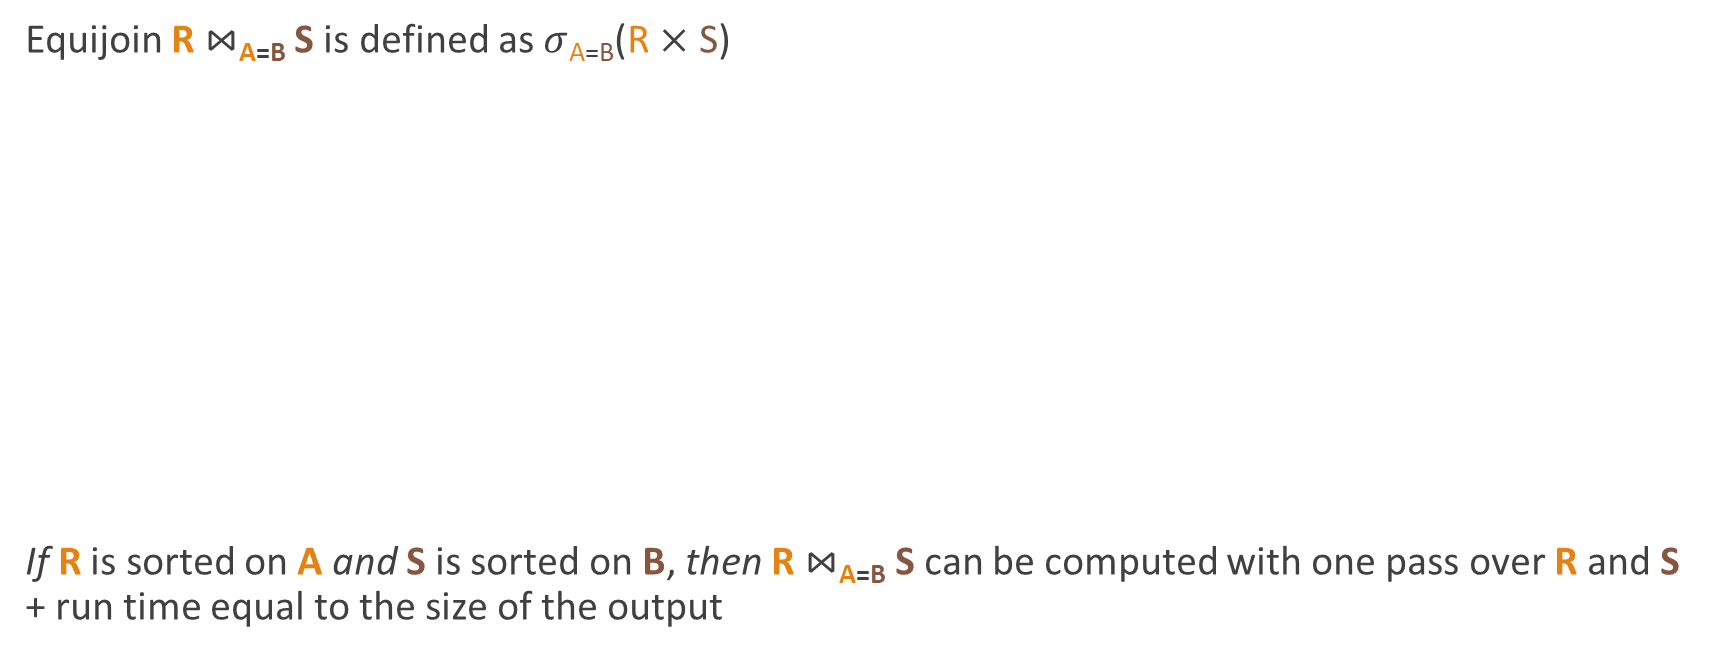 Equijoin R ⋈ A=B S is defined as σ A=B(R × S)
If R is sorted on A and S is sorted on B, then R ⋈ A=B S can be computed with one pass over R and S
+ run time equal to the size of the output